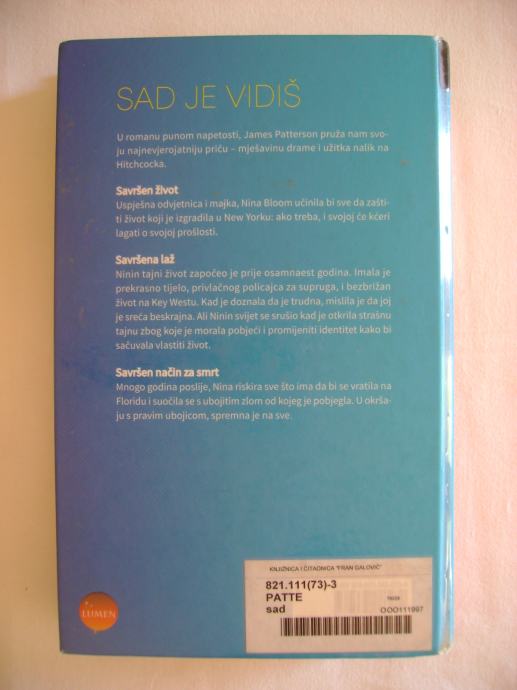 SAD JE VIDIŠ
U romanu punom napetosti, James Patterson pruža nam svo-
ju najnevjerojatniju priču – mješavinu drame i užitka nalik na
Hitchcocka.
Savršen život
Uspješna odvjetnica i majka, Nina Bloom učinila bi sve da zašti-
ti život koji je izgradila u New Yorku: ako treba, i svojoj će kćeri
lagati o svojoj prošlosti.
Savršena laž
Ninin tajni život započeo je prije osamnaest godina. Imala je
prekrasno tijelo, privlačnog policajca za supruga, i bezbrižan
život na Key Westu. Kad je doznala da je trudna, mislila je da joj
je sreća beskrajna. Ali Ninin svijet se srušio kad je otkrila strašnu
tajnu zbog koje je morala pobjeći i promijeniti identitet kako bi
sačuvala vlastiti život.
Savršen način za smrt
Mnogo godina poslije, Nina riskira sve što ima da bi se vratila na
Floridu i suočila se s ubojitim zlom od kojeg je pobjegla. U okrša-
ju s pravim ubojicom, spremna je na sve.
KNJIŽNICA I ČITAONICA "FRAN GALOVIĆ"
821.111(73)-3
PATTE
sad
OOO111997
LUMEN